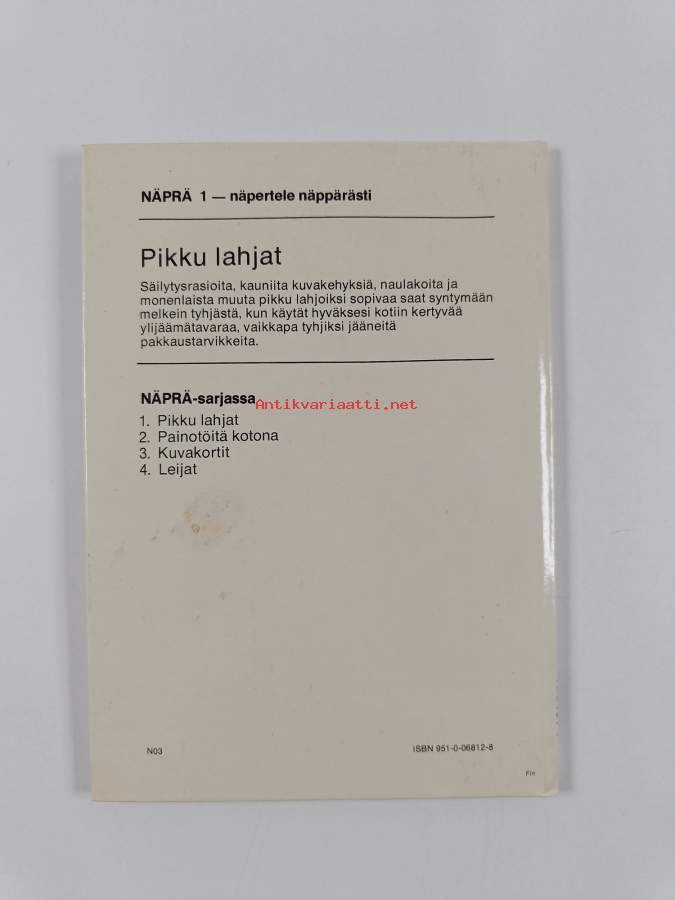 NÄPRÄ 1 — näpertele näppärästi
Pikku lahjat
Säilytysrasioita, kauniita kuvakehyksiä, naulakoita ja
monenlaista muuta pikku lahjoiksi sopivaa saat syntymään
melkein tyhjästä, kun käytät hyväksesi kotiin kertyvää
ylijäämätavaraa, vaikkapa tyhjiksi jääneitä
pakkaustarvikkeita.
NÄPRÄ-sarjassa
Antikvariaatti.net
1. Pikku lahjat
2. Painotöitä kotona
3. Kuvakortit
4. Leijat
N03
ISBN 951-0-06812-8
Fin